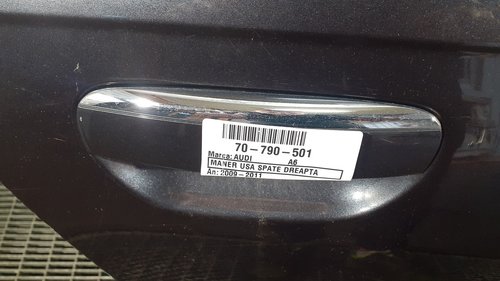 70-790-501
Marca: AUDI A6
MANER USA SPATE DREAPTA
An: 2009-2011